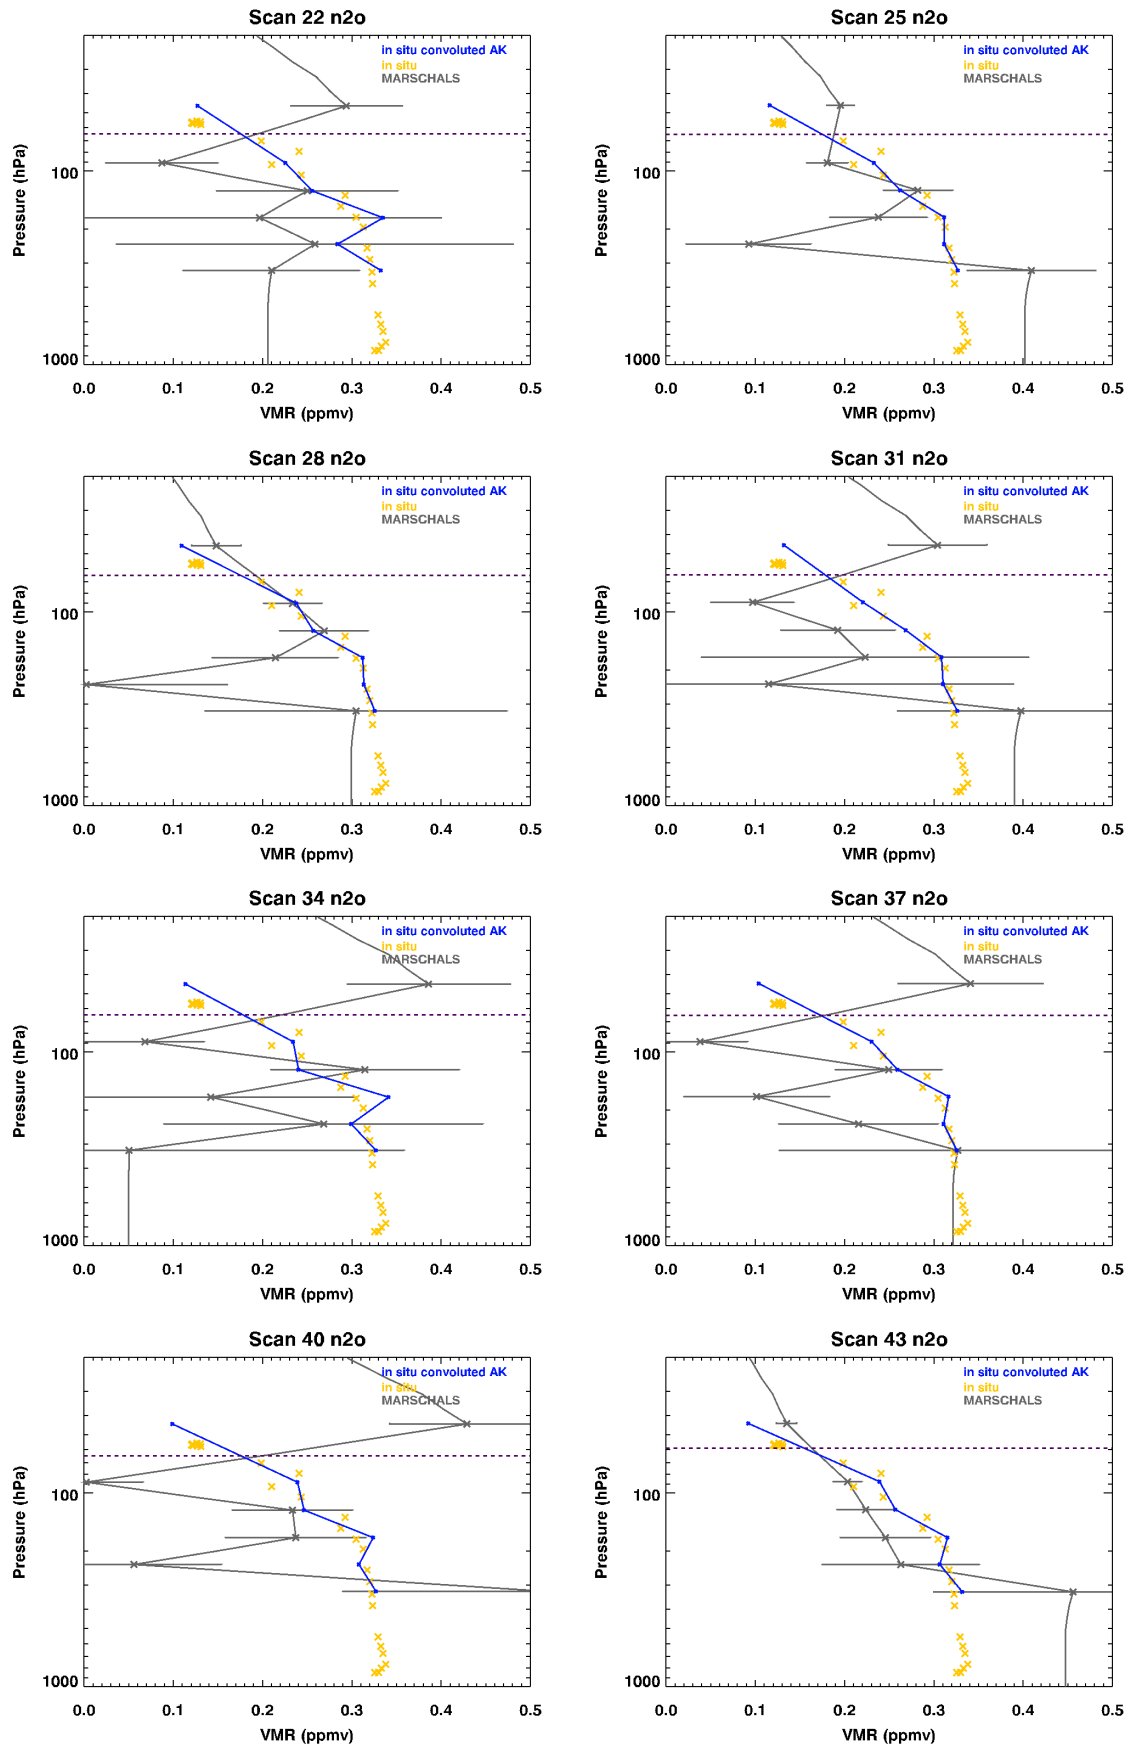 Scan 22 n2o
in situ convoluted AK
in situ
MARSCHALS
Pressure (hPa)
100
1000
0.0 0.1 0.2 0.3 0.4 0.5
VMR (ppmv)
Scan 25 n2o
in situ convoluted AK
in situ
MARSCHALS
Pressure (hPa)
100
1000
0.0 0.1 0.2 0.3 0.4 0.5
VMR (ppmv)
Scan 28 n2o
in situ convoluted AK
in situ
MARSCHALS
Pressure (hPa)
100
1000
0.0 0.1 0.2 0.3 0.4 0.5
VMR (ppmv)
Scan 31 n2o
in situ convoluted AK
in situ
MARSCHALS
Pressure (hPa)
100
1000
0.0 0.1 0.2 0.3 0.4 0.5
VMR (ppmv)
Scan 34 n2o
in situ convoluted AK
in situ
MARSCHALS
Pressure (hPa)
100
1000
0.0 0.1 0.2 0.3 0.4 0.5
VMR (ppmv)
Scan 37 n2o
in situ convoluted AK
in situ
MARSCHALS
Pressure (hPa)
100
1000
0.0 0.1 0.2 0.3 0.4 0.5
VMR (ppmv)
Scan 40 n2o
in situ convoluted AK
in situ
MARSCHALS
Pressure (hPa)
100
1000
0.0 0.1 0.2 0.3 0.4 0.5
VMR (ppmv)
Scan 43 n2o
in situ convoluted AK
in situ
MARSCHALS
Pressure (hPa)
100
1000
0.0 0.1 0.2 0.3 0.4 0.5
VMR (ppmv)